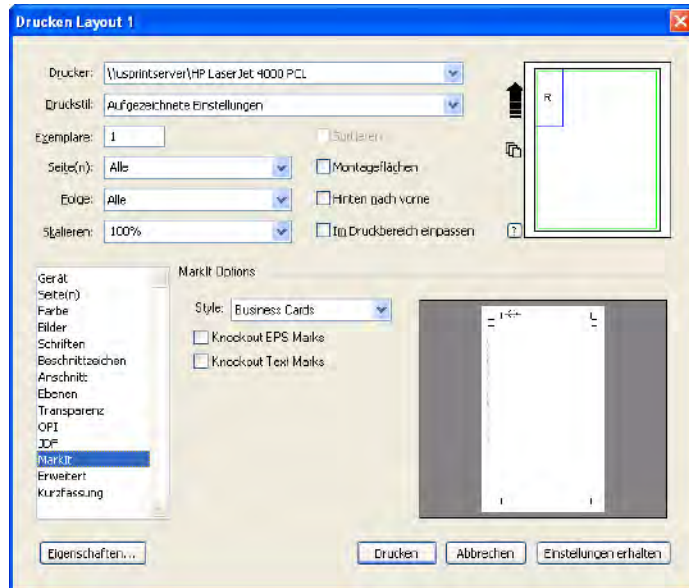 Drucken Layout 1
Drucker: \\usprintserver\HP LaserJet 4000 PCL
Druckstil: Aufgezeichnete Einstellungen
Exemplare: 1
Sortieren
Seite(n): Alle
Montageflächen
Folge: Alle
Hinten nach vorne
Skalieren: 100%
Im Druckbereich einpassen
?
R
Gerät
Seite(n)
Farbe
Bilder
Schriften
Beschnittzeichen
Anschnitt
Ebenen
Transparenz
OPI
JDF
MarkIt
Erweitert
Kurzfassung
MarkIt Options
Style: Business Cards
Knockout EPS Marks
Knockout Text Marks
Eigenschaften...
Drucken
Abbrechen
Einstellungen erhalten